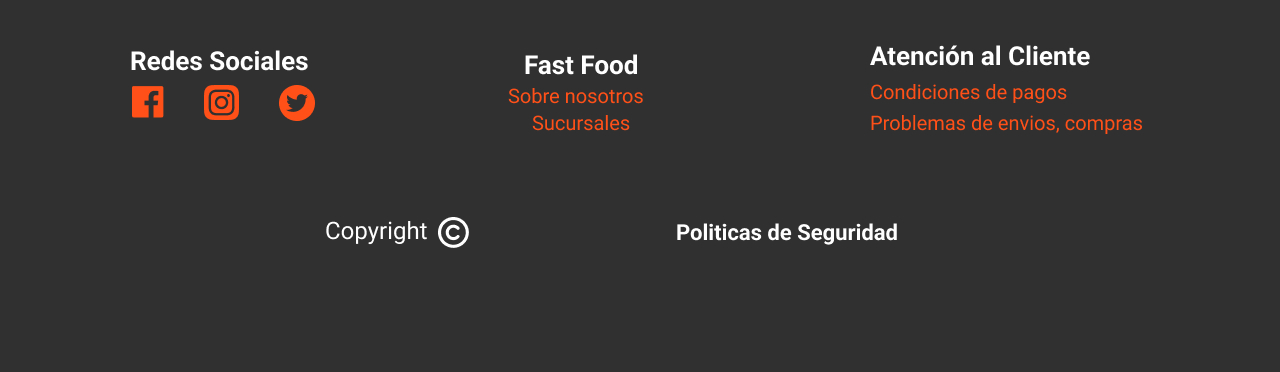 Redes Sociales
Fast Food
Sobre nosotros
Sucursales
Atención al Cliente
Condiciones de pagos
Problemas de envios, compras
Copyright ©
Politicas de Seguridad